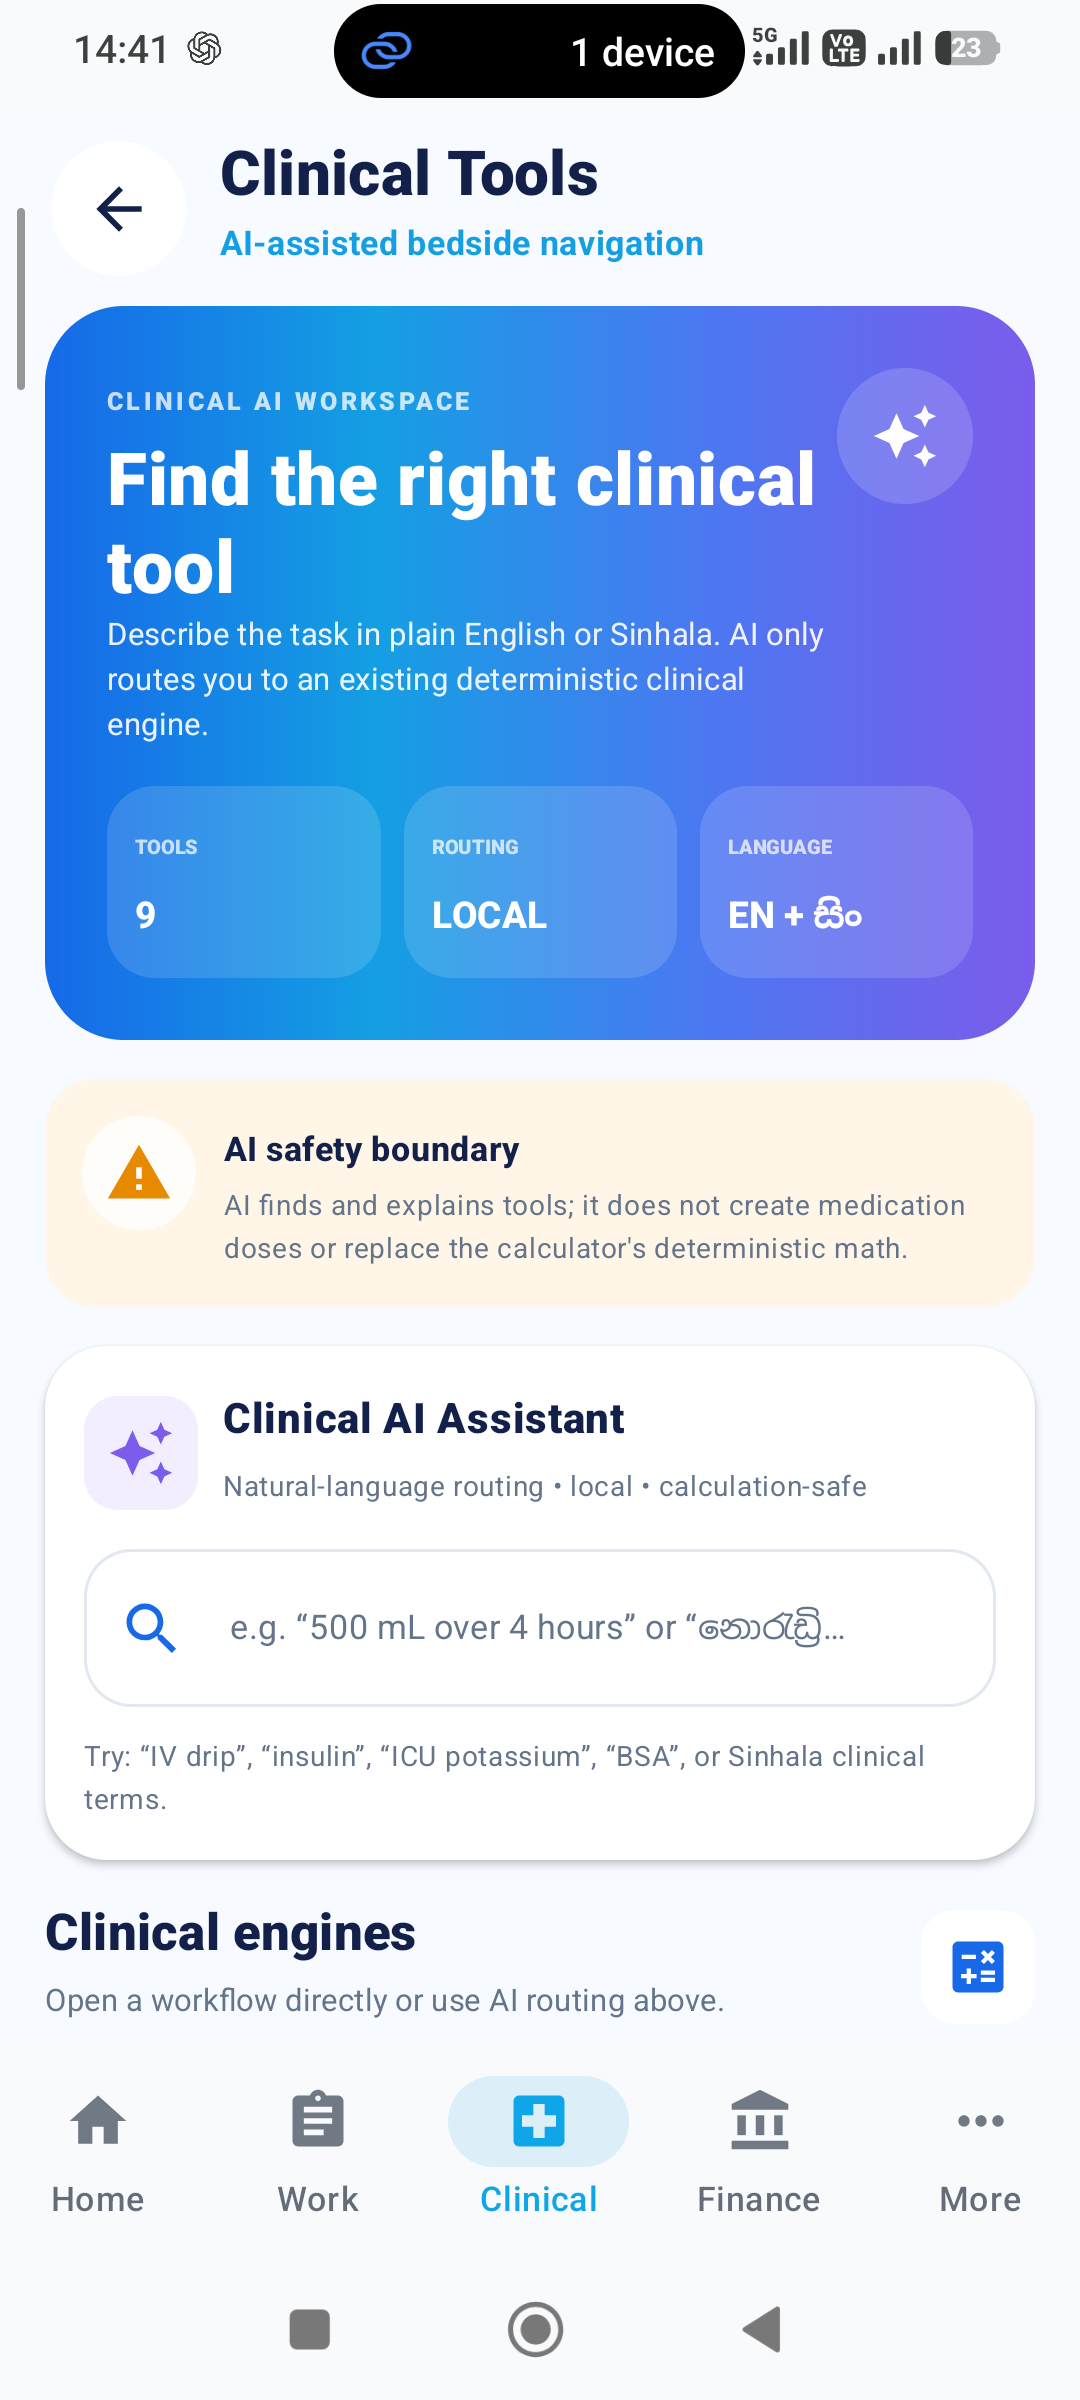 14:41
1 device
5G
Vo
LTE
23
Clinical Tools
AI-assisted bedside navigation
CLINICAL AI WORKSPACE
Find the right clinical
tool
Describe the task in plain English or Sinhala. AI only
routes you to an existing deterministic clinical
engine.
TOOLS
9
ROUTING
LOCAL
LANGUAGE
EN + සිං
AI safety boundary
AI finds and explains tools; it does not create medication
doses or replace the calculator's deterministic math.
Clinical AI Assistant
Natural-language routing • local • calculation-safe
e.g. “500 mL over 4 hours” or “නොරැඩ්‍රි...
Try: “IV drip”, “insulin”, “ICU potassium”, “BSA”, or Sinhala clinical
terms.
Clinical engines
Open a workflow directly or use AI routing above.
Home
Work
Clinical
Finance
More